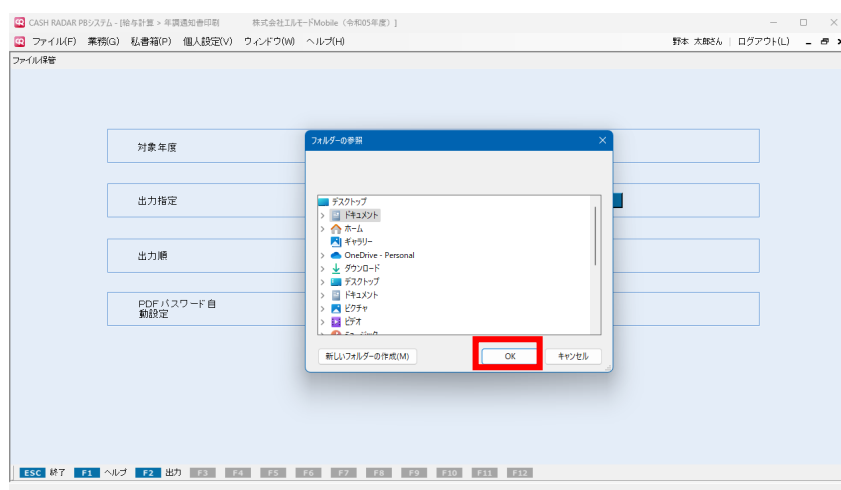 CASH RADAR PBシステム - [給与計算 > 年調通知書印刷 株式会社エルモードMobile（令和05年度）]
ファイル(F) 業務(G) 私書箱(P) 個人設定(V) ウィンドウ(W) ヘルプ(H) 野本 太郎さん ログアウト(L)
ファイル保管
対象年度
出力指定
出力順
PDFパスワード自
動設定
フォルダーの参照
デスクトップ
ドキュメント
ホーム
ギャラリー
OneDrive - Personal
ダウンロード
デスクトップ
ドキュメント
ピクチャ
ビデオ
新しいフォルダーの作成(M) OK キャンセル
ESC 終了 F1 ヘルプ F2 出力 F3 F4 F5 F6 F7 F8 F9 F10 F11 F12